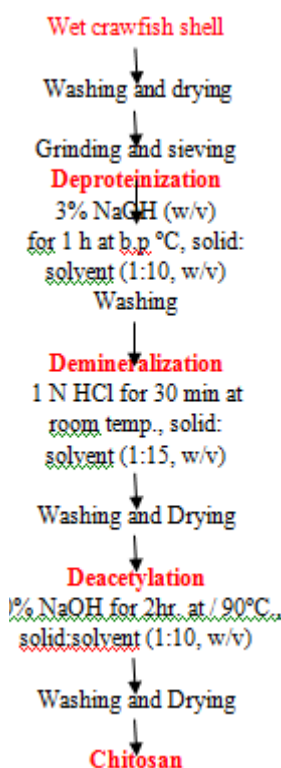 Wet crawfish shell
Washing and drying
Grinding and sieving
Deproteinization
3% NaOH (w/v)
for 1 h at b.p °C, solid:
solvent (1:10, w/v)
Washing
Demineralization
1 N HCl for 30 min at
room temp., solid:
solvent (1:15, w/v)
Washing and Drying
Deacetylation
0% NaOH for 2hr. at / 90°C.,
solid:solvent (1:10, w/v)
Washing and Drying
Chitosan